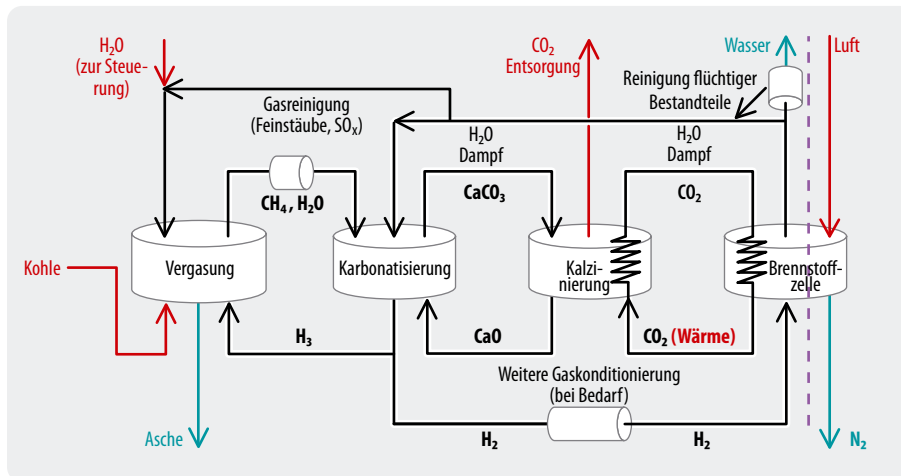 H₂O
(zur Steue-
rung)
CO₂
Entsorgung
Wasser
Luft
Reinigung flüchtiger
Bestandteile
Gasreinigung
(Feinstäube, SOₓ)
H₂O
Dampf
H₂O
Dampf
CH₄, H₂O
CaCO₃
CO₂
Kohle
Vergasung
Karbonatisierung
Kalzi-
nierung
Brennstoff-
zelle
H₃
CaO
CO₂ (Wärme)
Weitere Gaskonditionierung
(bei Bedarf)
Asche
H₂
H₂
N₂